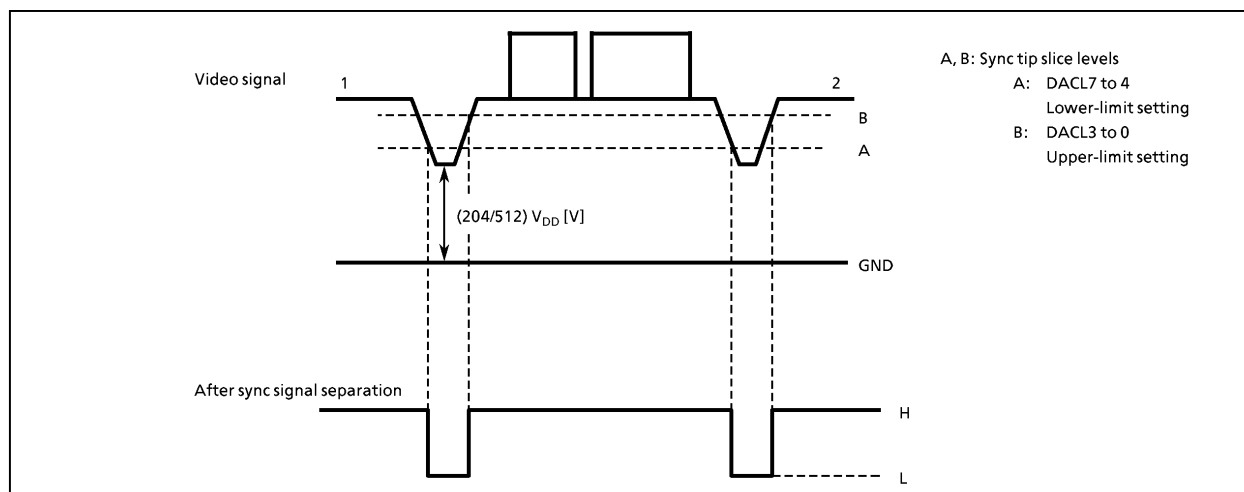 Video signal
1
2
A, B: Sync tip slice levels
A: DACL7 to 4
Lower-limit setting
B: DACL3 to 0
Upper-limit setting
B
A
(204/512) VDD [V]
GND
After sync signal separation
H
L